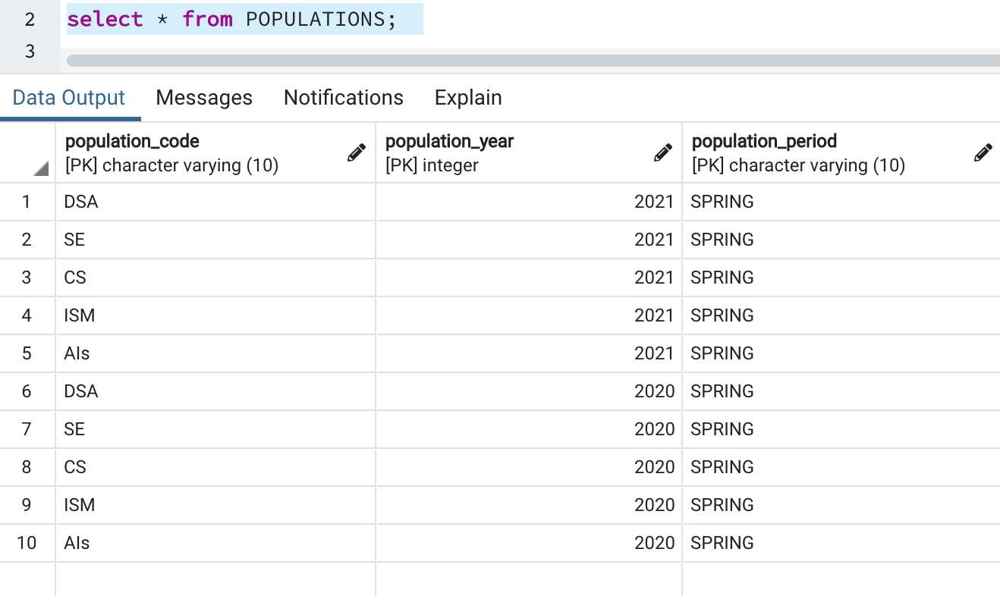 2 select * from POPULATIONS;
3
Data Output Messages Notifications Explain
population_code population_year population_period
[PK] character varying (10) [PK] integer [PK] character varying (10)
1 DSA 2021 SPRING
2 SE 2021 SPRING
3 CS 2021 SPRING
4 ISM 2021 SPRING
5 AIs 2021 SPRING
6 DSA 2020 SPRING
7 SE 2020 SPRING
8 CS 2020 SPRING
9 ISM 2020 SPRING
10 AIs 2020 SPRING